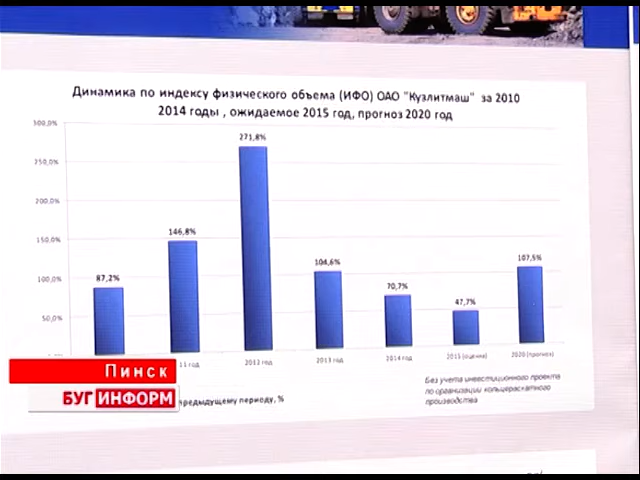 Динамика по индексу физического объема (ИФО) ОАО "Кузлитмаш" за 2010
2014 годы , ожидаемое 2015 год, прогноз 2020 год
300,0%
250,0%
200,0%
150,0%
100,0%
50,0%
87,2%
146,8%
271,8%
104,6%
70,7%
47,7%
107,5%
11 год
2012 год
2013 год
2014 год
2015 (оценка)
2020 (прогноз)
Пинск
БУГ ИНФОРМ
предыдущему периоду, %
Без учета инвестиционного проекта
по организации кольцераскатного
производства